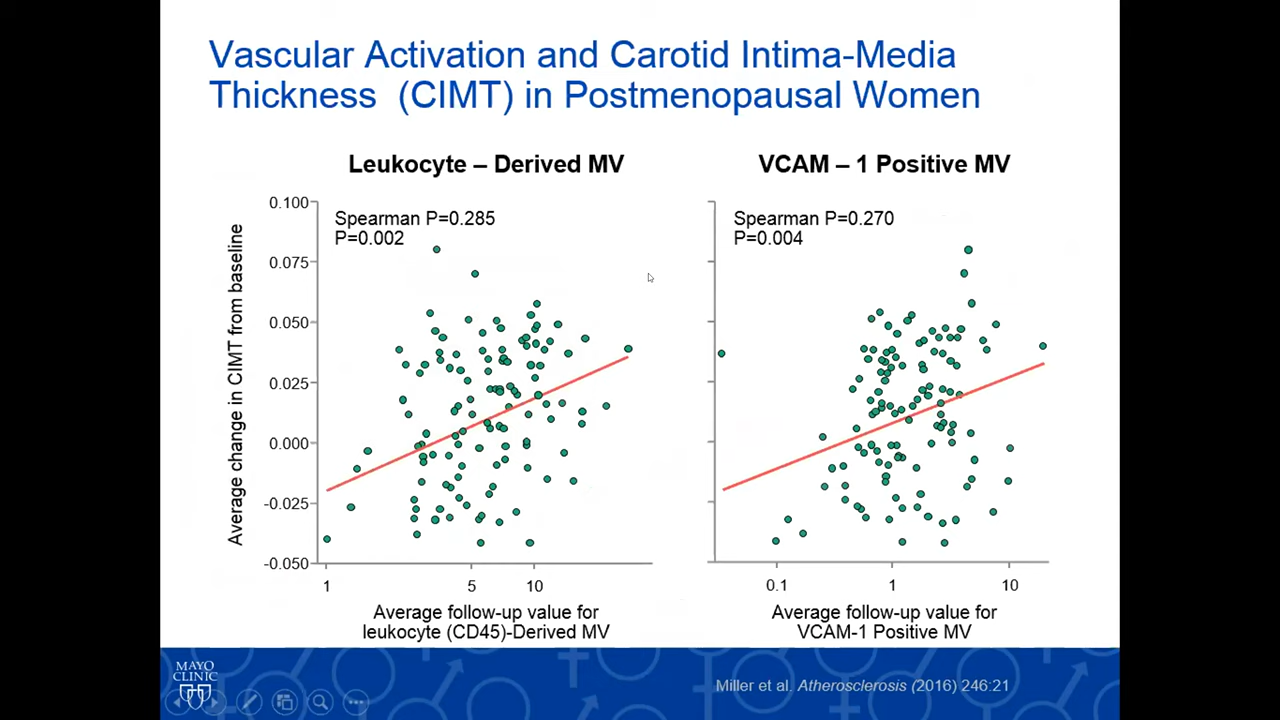 Vascular Activation and Carotid Intima-Media
Thickness (CIMT) in Postmenopausal Women
Leukocyte – Derived MV
Spearman P=0.285
P=0.002
Average change in CIMT from baseline
0.100
0.075
0.050
0.025
0.000
-0.025
-0.050
1
5
10
Average follow-up value for
leukocyte (CD45)-Derived MV
VCAM – 1 Positive MV
Spearman P=0.270
P=0.004
0.1
1
10
Average follow-up value for
VCAM-1 Positive MV
MAYO
CLINIC
Miller et al. Atherosclerosis (2016) 246:21